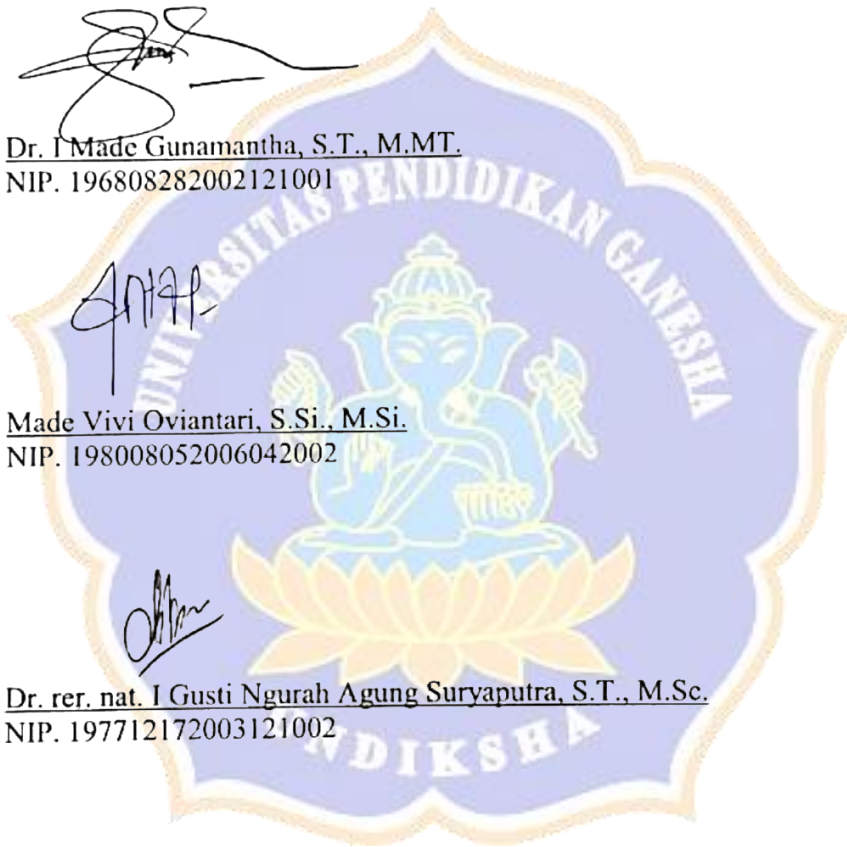 Dr. I Made Gunamantha, S.T., M.MT.
NIP. 196808282002121001
UNIVERSITAS PENDIDIKAN GANESHA
Made Vivi Oviantari, S.Si., M.Si.
NIP. 198008052006042002
Dr. rer. nat. I Gusti Ngurah Agung Suryaputra, S.T., M.Sc.
NIP. 197712172003121002
UNDIKSHA